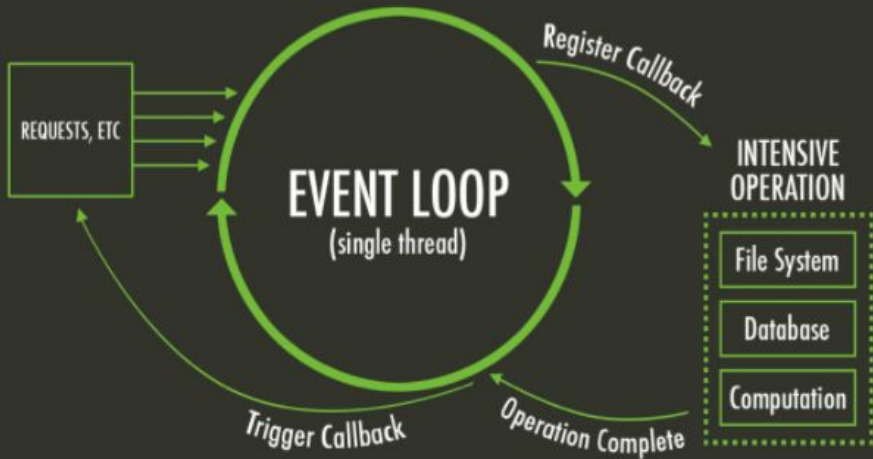 REQUESTS, ETC
EVENT LOOP
(single thread)
Register Callback
INTENSIVE
OPERATION
File System
Database
Computation
Operation Complete
Trigger Callback